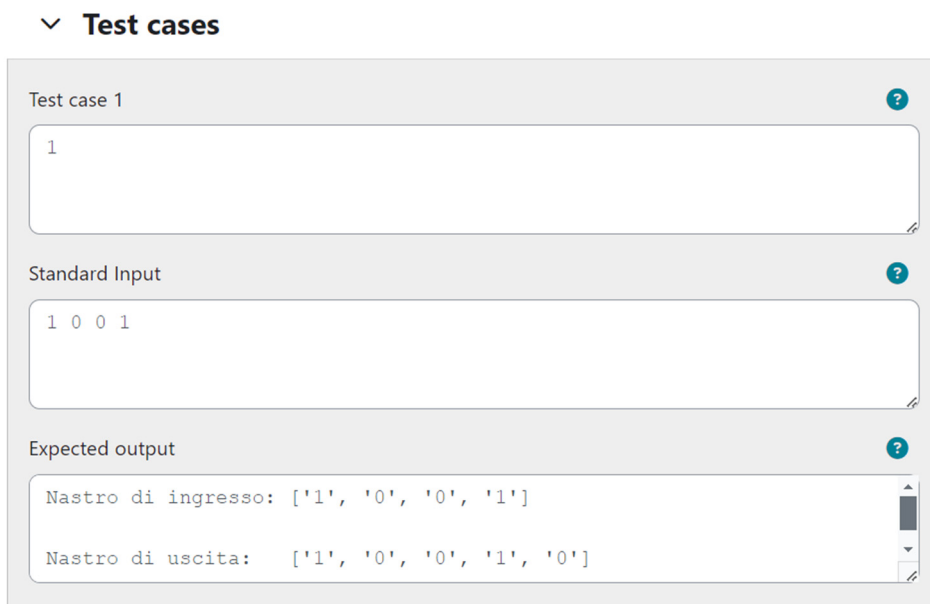 Test cases
Test case 1
?
1
Standard Input
?
1 0 0 1
Expected output
?
Nastro di ingresso: ['1', '0', '0', '1']
Nastro di uscita:   ['1', '0', '0', '1', '0']